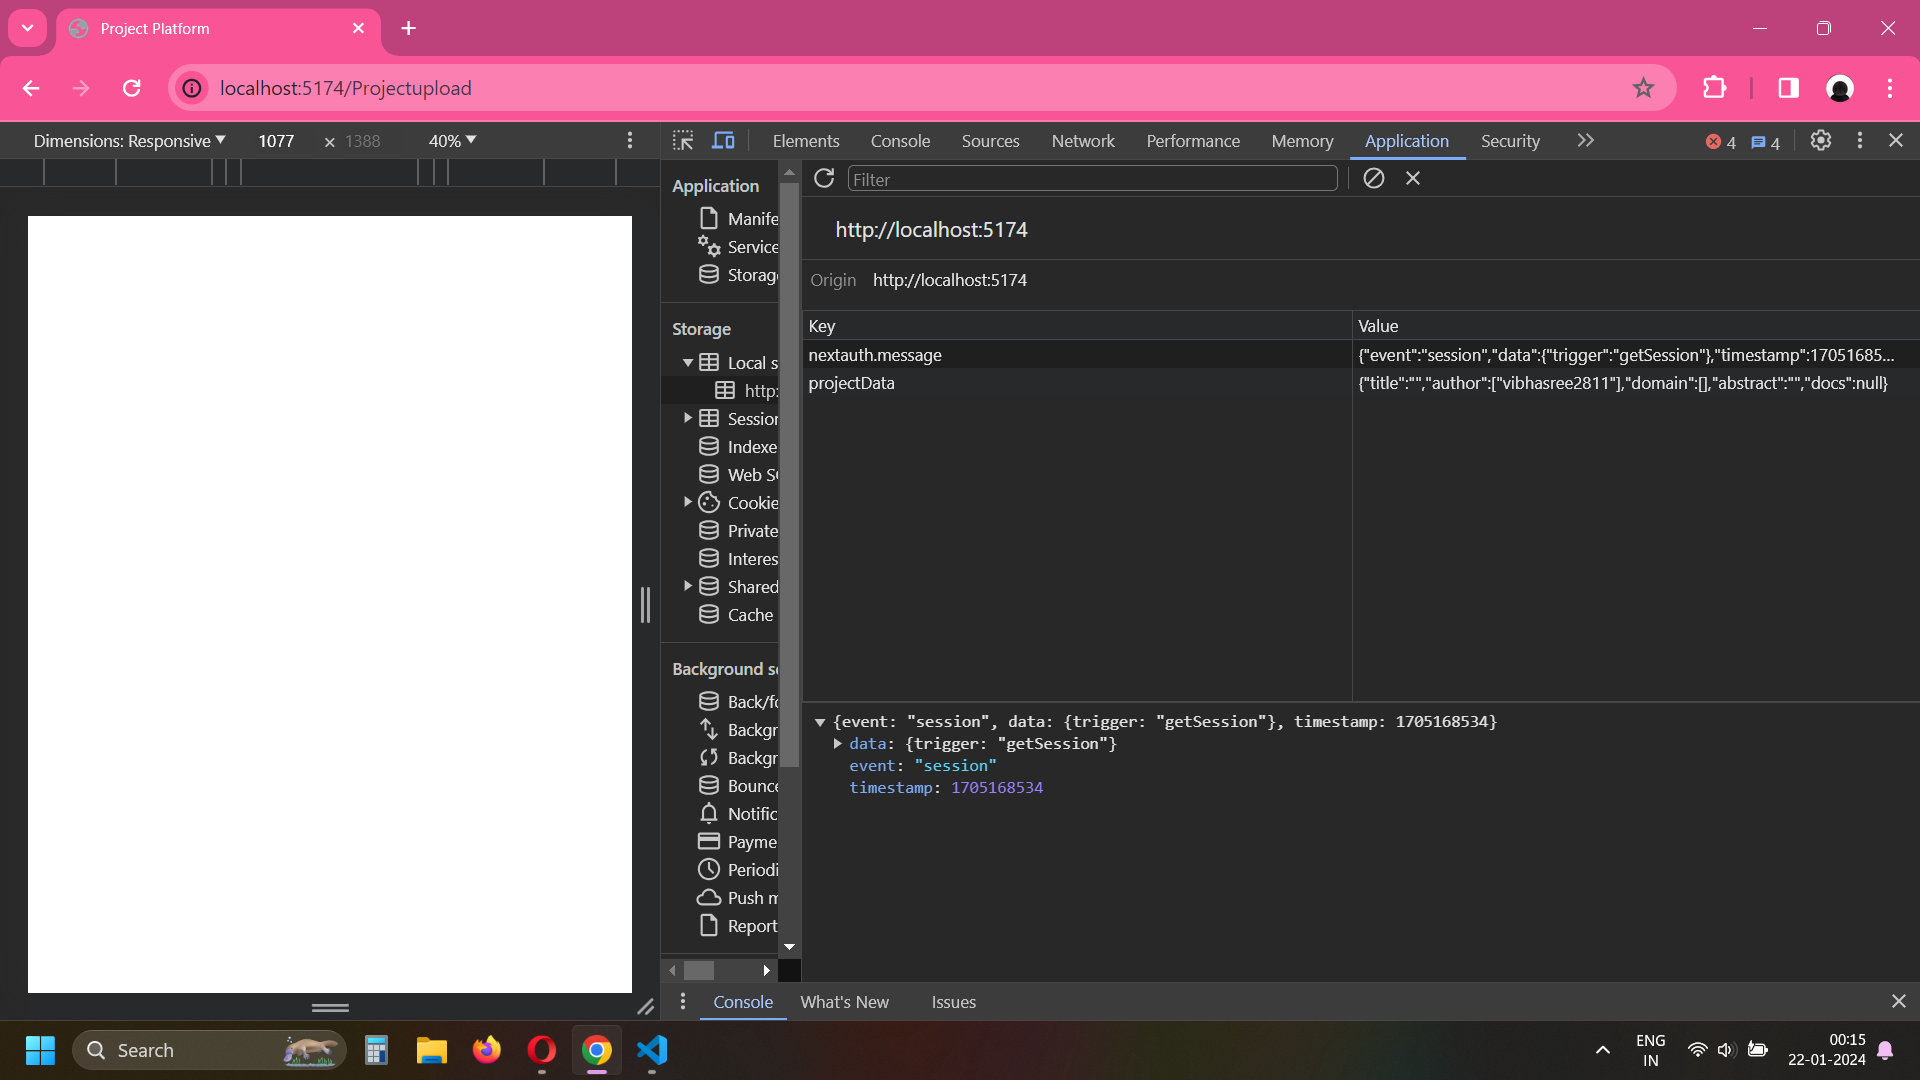 Project Platform
localhost:5174/Projectupload
Dimensions: Responsive 1077 × 1388 40%
Elements Console Sources Network Performance Memory Application Security 4 4
Application
Manife
Service
Storag
Storage
Local s
http:
Session
Indexe
Web S
Cookie
Private
Interes
Shared
Cache
Background se
Back/fo
Backgr
Backgr
Bounce
Notific
Payme
Periodi
Push m
Report
Filter
http://localhost:5174
Origin http://localhost:5174
Key Value
nextauth.message {"event":"session","data":{"trigger":"getSession"},"timestamp":17051685...
projectData {"title":"","author":["vibhasree2811"],"domain":[],"abstract":"","docs":null}
{event: "session", data: {trigger: "getSession"}, timestamp: 1705168534}
data: {trigger: "getSession"}
event: "session"
timestamp: 1705168534
Console What's New Issues
Search
ENG
IN
00:15
22-01-2024